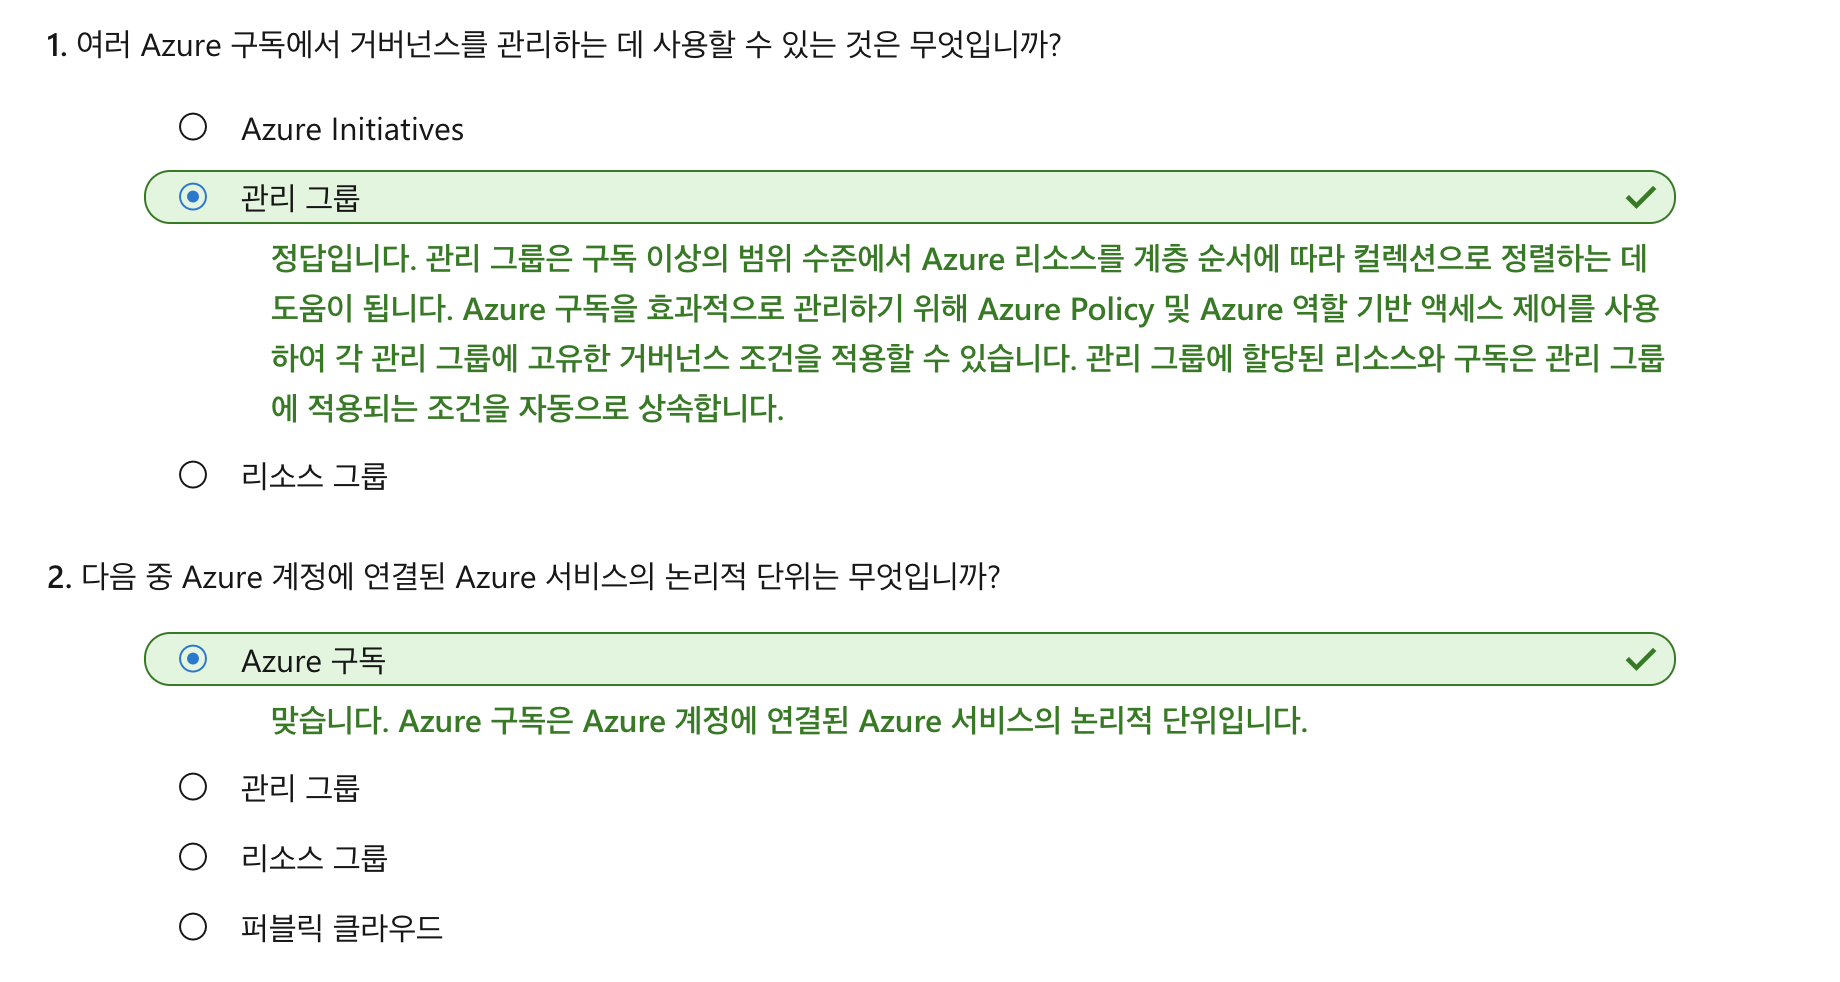 1. 여러 Azure 구독에서 거버넌스를 관리하는 데 사용할 수 있는 것은 무엇입니까?
Azure Initiatives
관리 그룹
정답입니다. 관리 그룹은 구독 이상의 범위 수준에서 Azure 리소스를 계층 순서에 따라 컬렉션으로 정렬하는 데
도움이 됩니다. Azure 구독을 효과적으로 관리하기 위해 Azure Policy 및 Azure 역할 기반 액세스 제어를 사용
하여 각 관리 그룹에 고유한 거버넌스 조건을 적용할 수 있습니다. 관리 그룹에 할당된 리소스와 구독은 관리 그룹
에 적용되는 조건을 자동으로 상속합니다.
리소스 그룹
2. 다음 중 Azure 계정에 연결된 Azure 서비스의 논리적 단위는 무엇입니까?
Azure 구독
맞습니다. Azure 구독은 Azure 계정에 연결된 Azure 서비스의 논리적 단위입니다.
관리 그룹
리소스 그룹
퍼블릭 클라우드